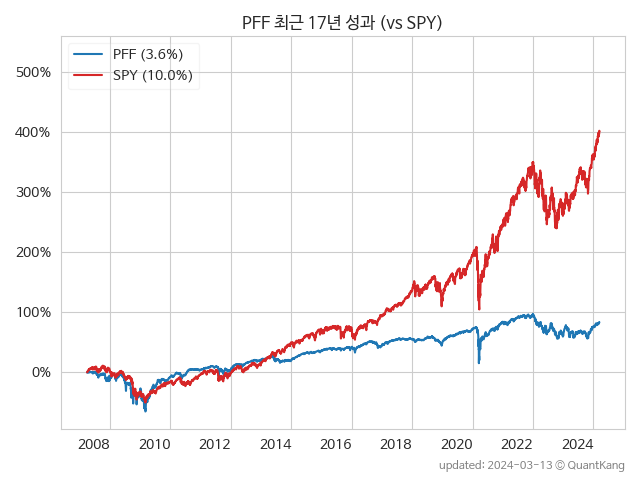 PFF 최근 17년 성과 (vs SPY)
PFF (3.6%)
SPY (10.0%)
500%
400%
300%
200%
100%
0%
2008 2010 2012 2014 2016 2018 2020 2022 2024
updated: 2024-03-13 © QuantKang